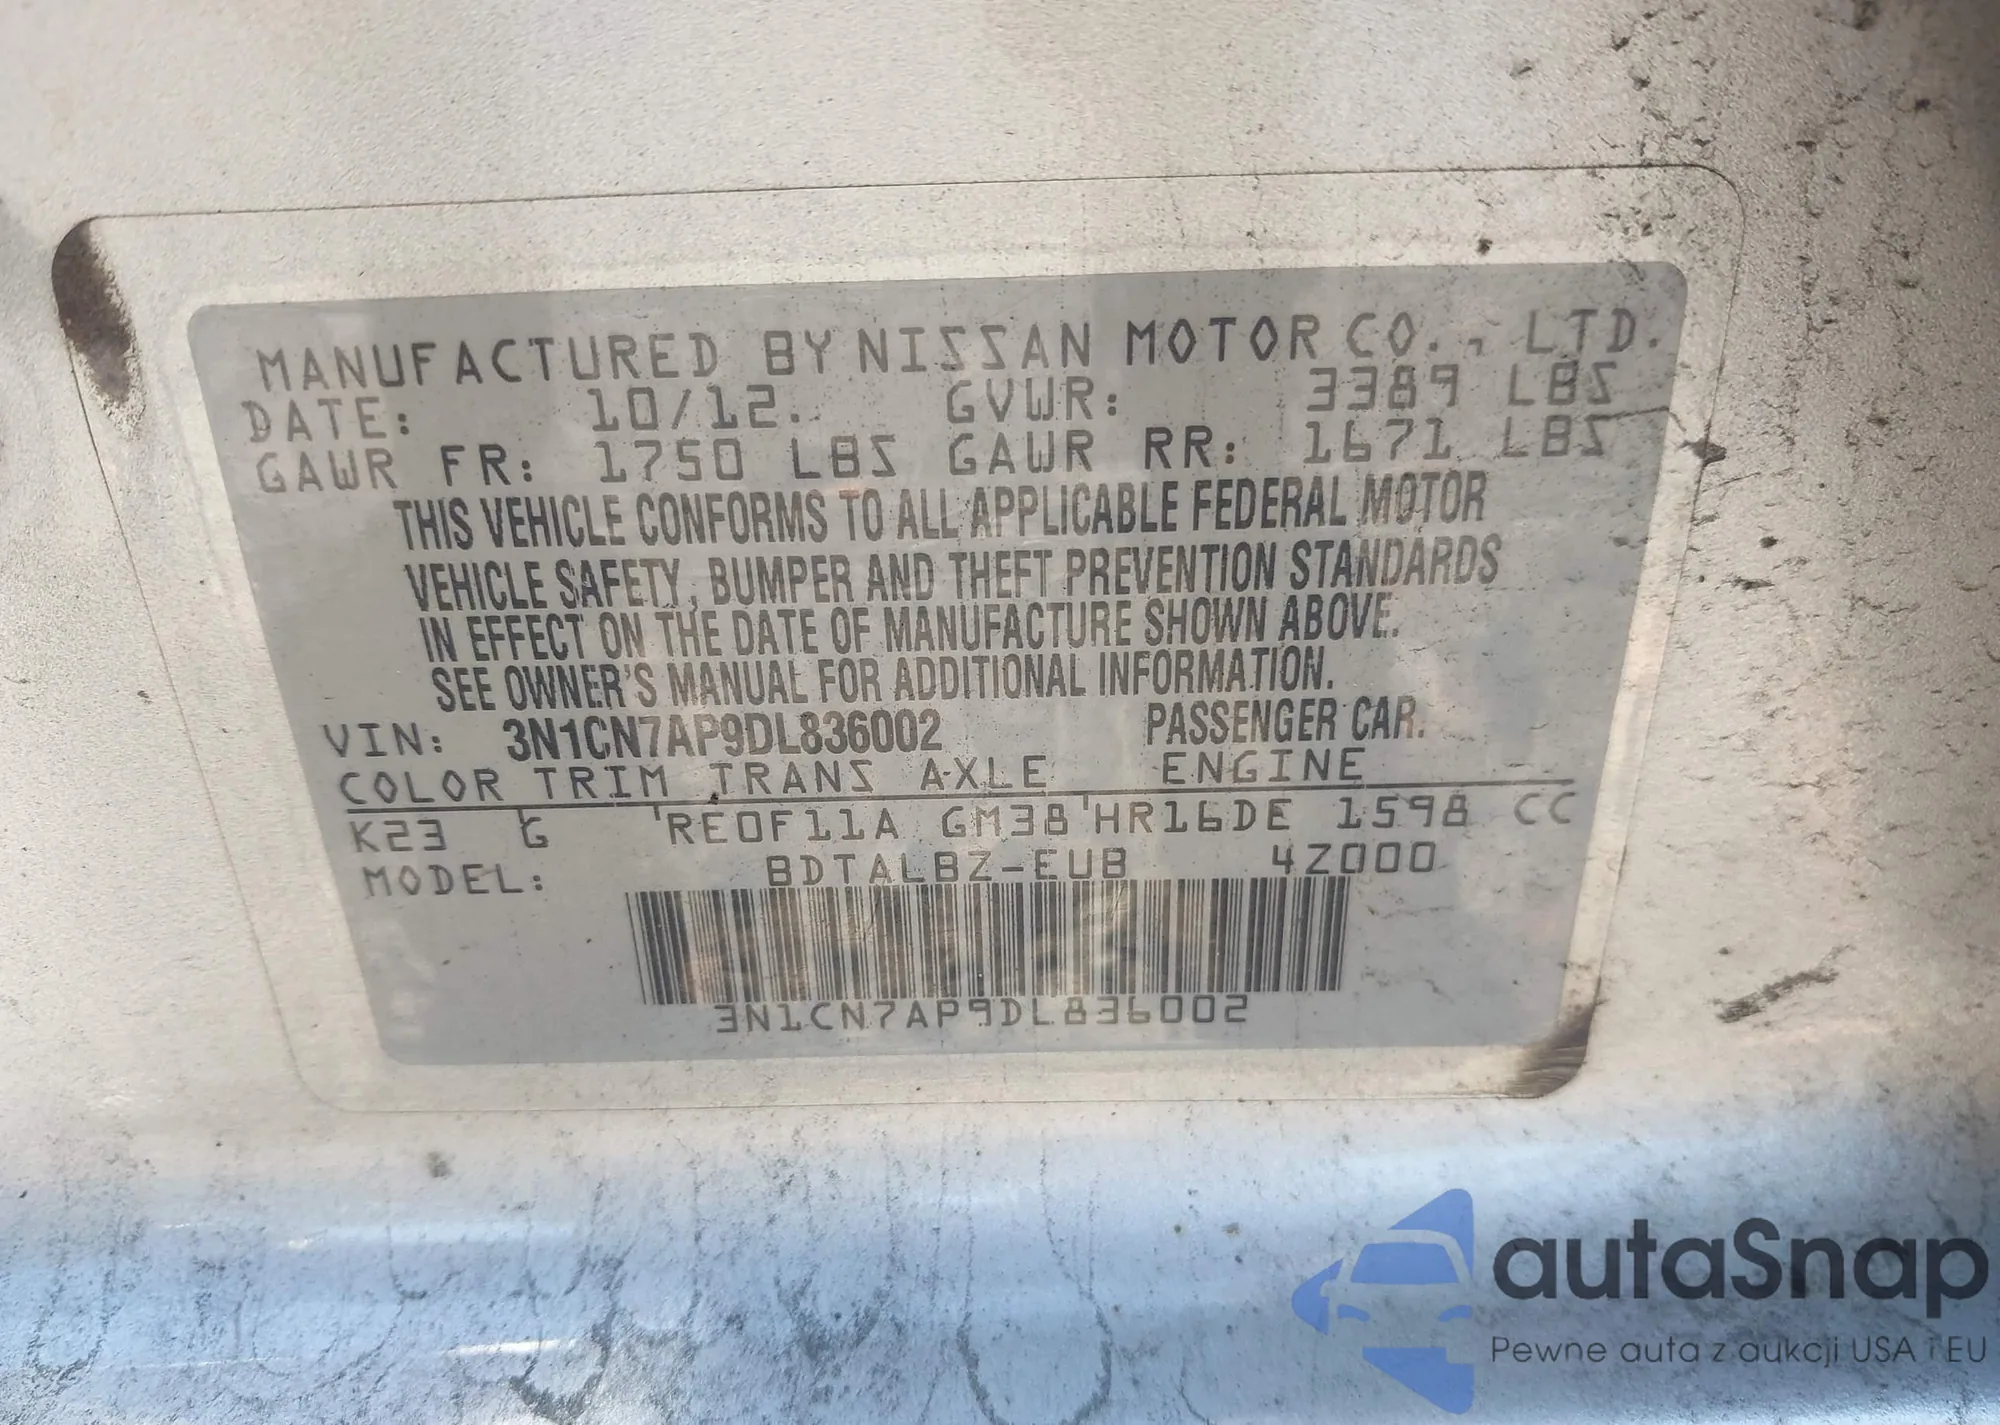 MANUFACTURED BY NISSAN MOTOR CO., LTD.
DATE: 10/12. GVWR: 3389 LBS
GAWR FR: 1750 LBS GAWR RR: 1671 LBS
THIS VEHICLE CONFORMS TO ALL APPLICABLE FEDERAL MOTOR
VEHICLE SAFETY, BUMPER AND THEFT PREVENTION STANDARDS
IN EFFECT ON THE DATE OF MANUFACTURE SHOWN ABOVE.
SEE OWNER'S MANUAL FOR ADDITIONAL INFORMATION.
VIN: 3N1CN7AP9DL836002 PASSENGER CAR.
COLOR TRIM TRANS AXLE ENGINE
K23 G RE0F11A GM38 HR16DE 1598 CC
MODEL: BDTALBZ-EUB 4Z000
3N1CN7AP9DL836002
autaSnap
Pewne auta z aukcji USA i EU